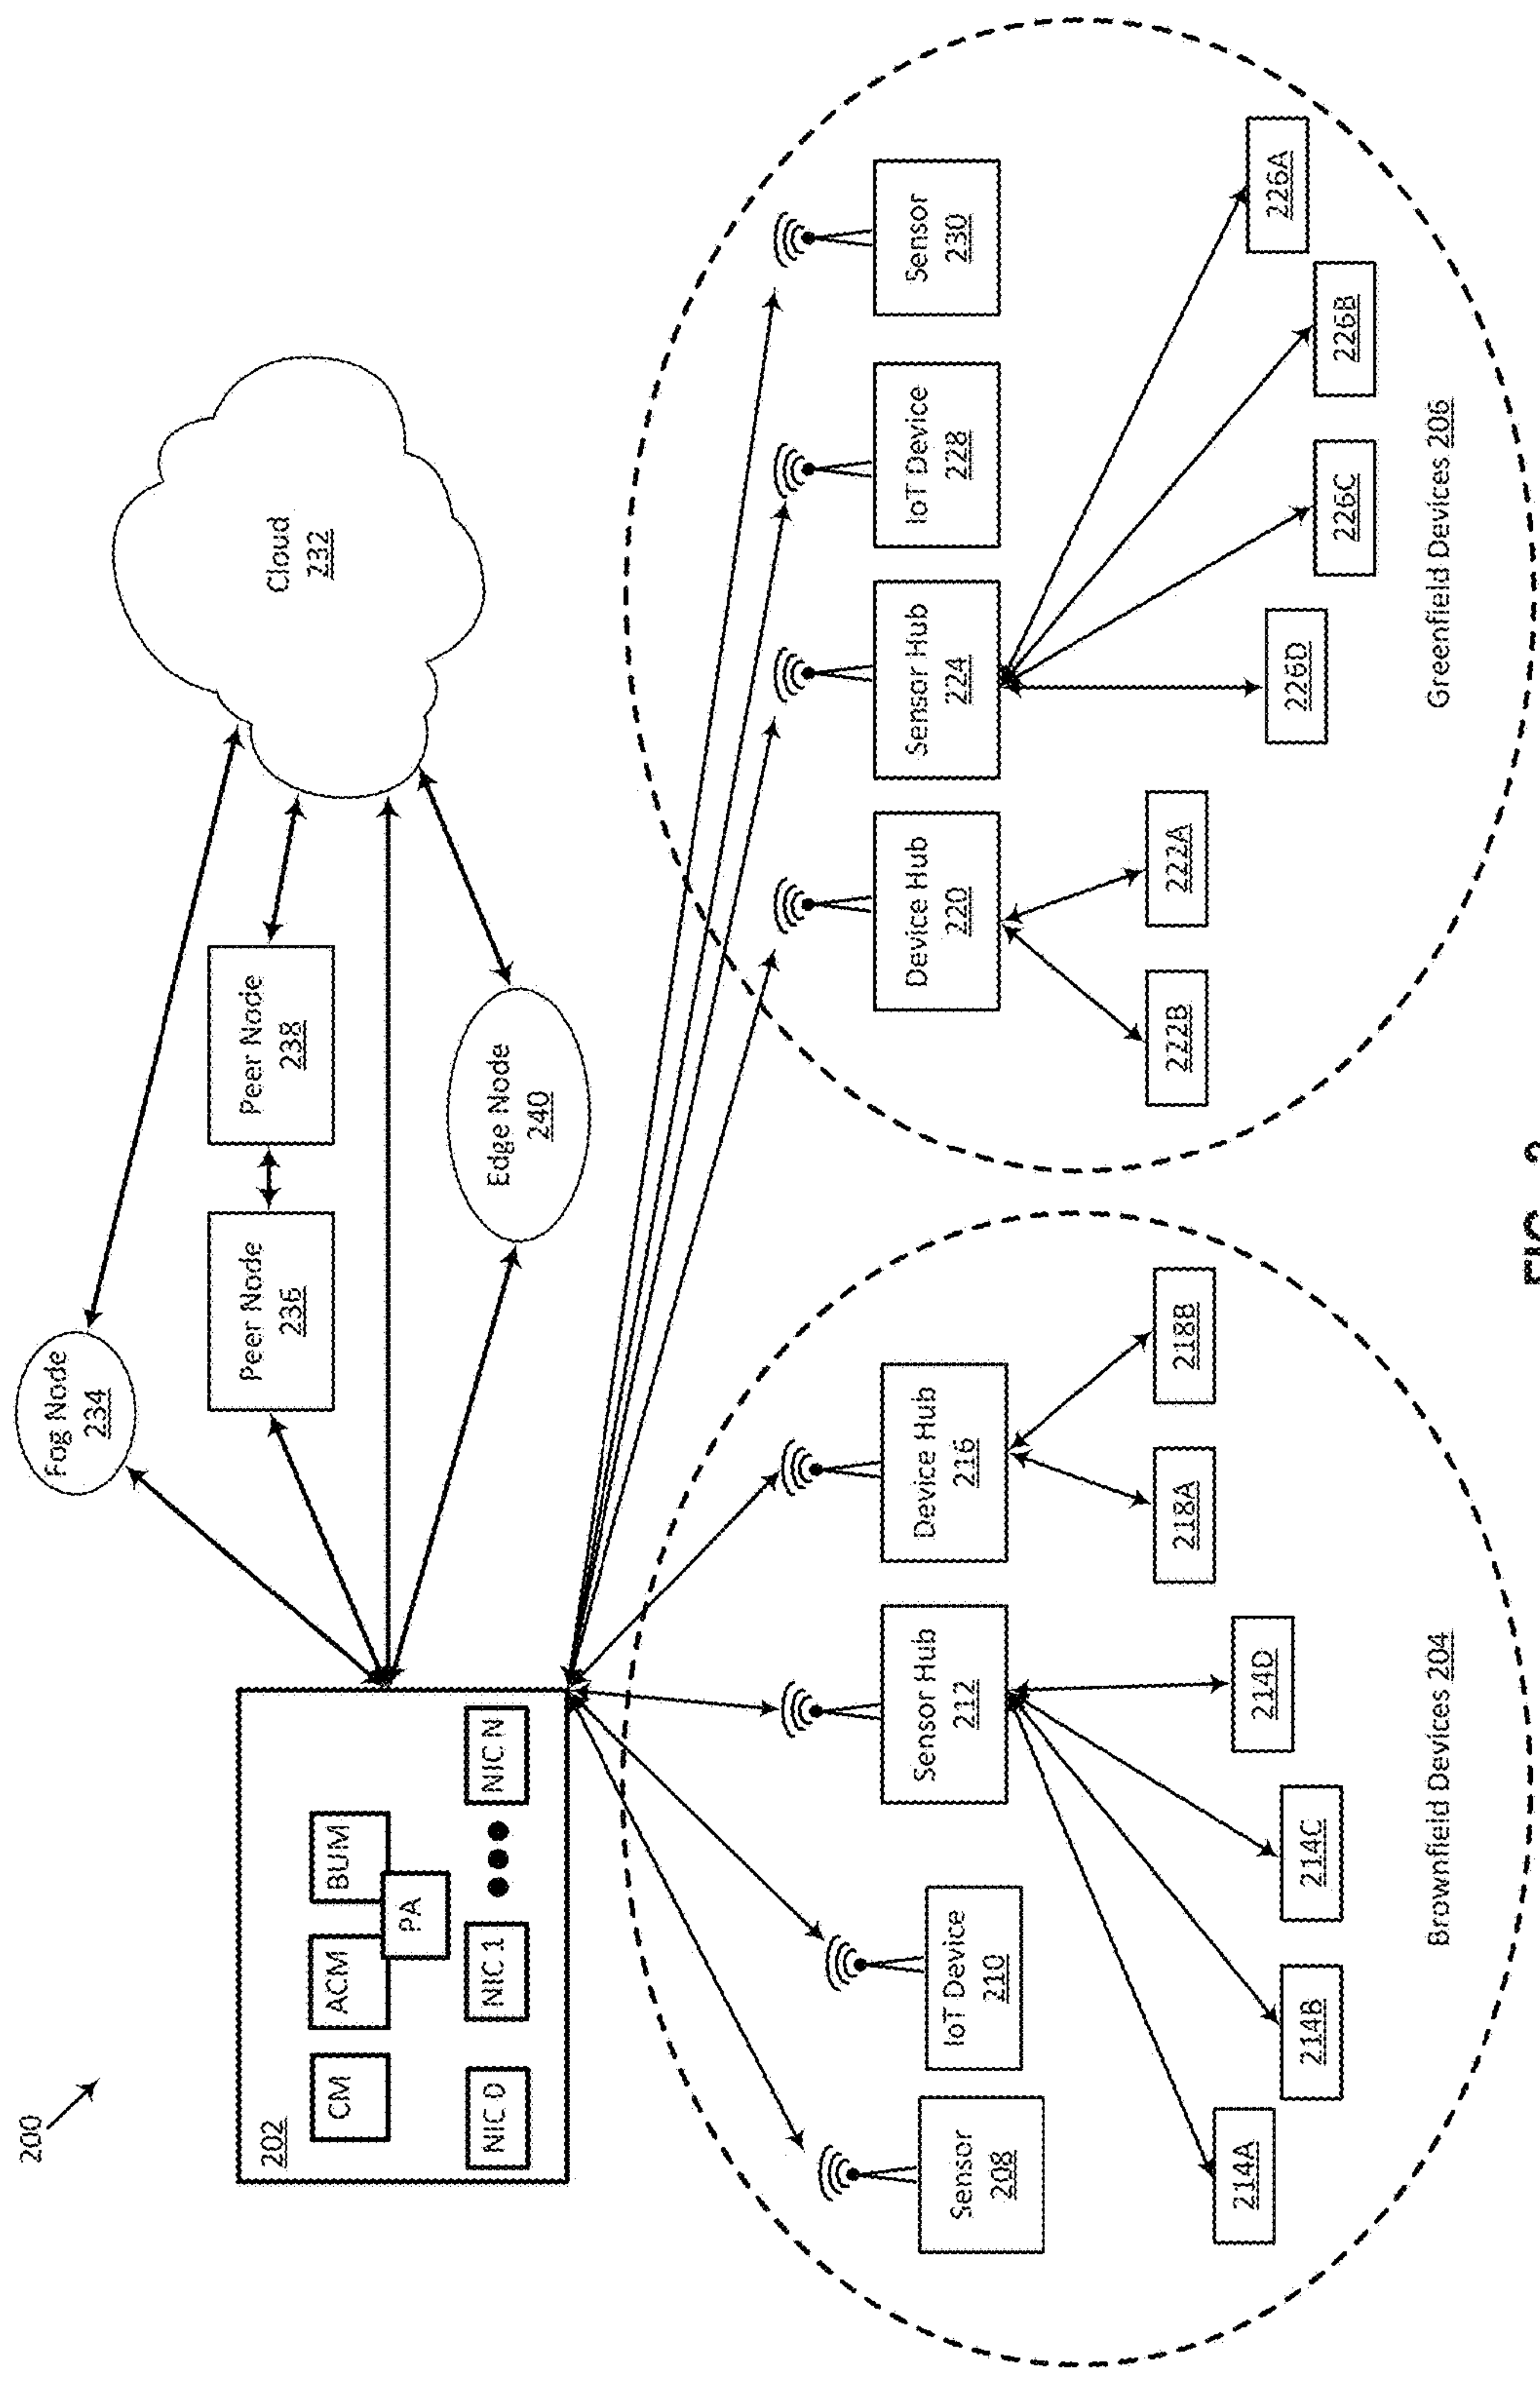 200
202
CM
ACM
BUM
PA
NIC 0
NIC 1
NIC N
Fog Node
234
Peer Node
236
Peer Node
238
Edge Node
240
Cloud
232
Sensor
208
IoT Device
210
Sensor Hub
212
Device Hub
216
214A
214B
214C
214D
218A
218B
Brownfield Devices 204
Device Hub
220
Sensor Hub
224
IoT Device
228
Sensor
230
222B
222A
226D
226C
226B
226A
Greenfield Devices 206